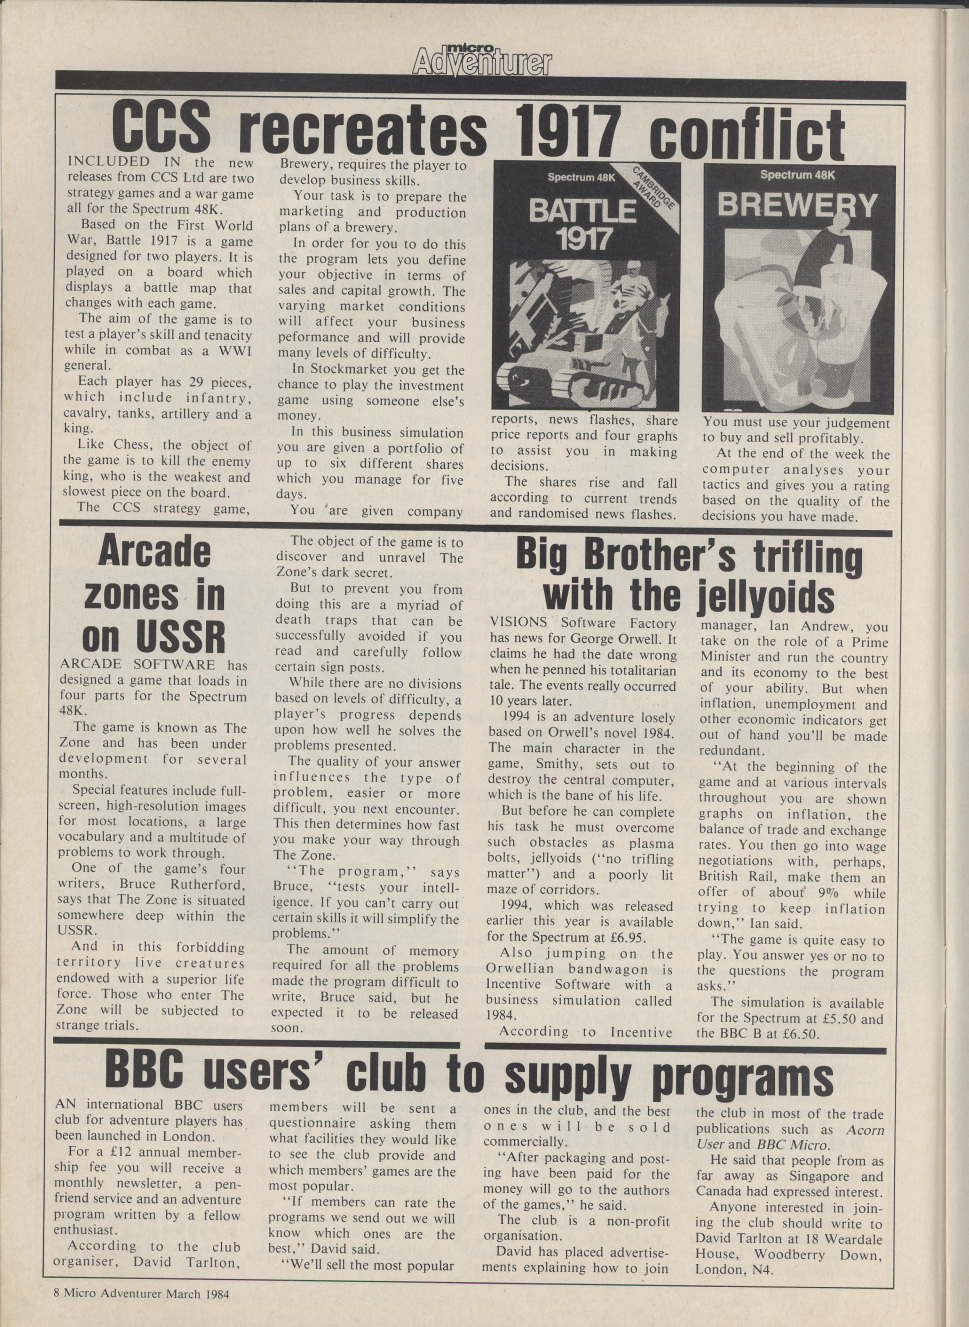 micro
Adventurer
CCS recreates 1917 conflict
INCLUDED IN the new
releases from CCS Ltd are two
strategy games and a war game
all for the Spectrum 48K.
Based on the First World
War, Battle 1917 is a game
designed for two players. It is
played on a board which
displays a battle map that
changes with each game.
The aim of the game is to
test a player's skill and tenacity
while in combat as a WWI
general.
Each player has 29 pieces,
which include infantry,
cavalry, tanks, artillery and a
king.
Like Chess, the object of
the game is to kill the enemy
king, who is the weakest and
slowest piece on the board.
The CCS strategy game,
Brewery, requires the player to
develop business skills.
Your task is to prepare the
marketing and production
plans of a brewery.
In order for you to do this
the program lets you define
your objective in terms of
sales and capital growth. The
varying market conditions
will affect your business
peformance and will provide
many levels of difficulty.
In Stockmarket you get the
chance to play the investment
game using someone else's
money.
In this business simulation
you are given a portfolio of
up to six different shares
which you manage for five
days.
You are given company
Spectrum 48K
CAMBRIDGE
AWARD
BATTLE
1917
reports, news flashes, share
price reports and four graphs
to assist you in making
decisions.
The shares rise and fall
according to current trends
and randomised news flashes.
Spectrum 48K
BREWERY
You must use your judgement
to buy and sell profitably.
At the end of the week the
computer analyses your
tactics and gives you a rating
based on the quality of the
decisions you have made.
Arcade
zones in
on USSR
ARCADE SOFTWARE has
designed a game that loads in
four parts for the Spectrum
48K.
The game is known as The
Zone and has been under
development for several
months.
Special features include full-
screen, high-resolution images
for most locations, a large
vocabulary and a multitude of
problems to work through.
One of the game's four
writers, Bruce Rutherford,
says that The Zone is situated
somewhere deep within the
USSR.
And in this forbidding
territory live creatures
endowed with a superior life
force. Those who enter The
Zone will be subjected to
strange trials.
The object of the game is to
discover and unravel The
Zone's dark secret.
But to prevent you from
doing this are a myriad of
death traps that can be
successfully avoided if you
read and carefully follow
certain sign posts.
While there are no divisions
based on levels of difficulty, a
player's progress depends
upon how well he solves the
problems presented.
The quality of your answer
influences the type of
problem, easier or more
difficult, you next encounter.
This then determines how fast
you make your way through
The Zone.
"The program," says
Bruce, "tests your intell-
igence. If you can't carry out
certain skills it will simplify the
problems."
The amount of memory
required for all the problems
made the program difficult to
write, Bruce said, but he
expected it to be released
soon.
Big Brother's trifling
with the jellyoids
VISIONS Software Factory
has news for George Orwell. It
claims he had the date wrong
when he penned his totalitarian
tale. The events really occurred
10 years later.
1994 is an adventure losely
based on Orwell's novel 1984.
The main character in the
game, Smithy, sets out to
destroy the central computer,
which is the bane of his life.
But before he can complete
his task he must overcome
such obstacles as plasma
bolts, jellyoids ("no trifling
matter") and a poorly lit
maze of corridors.
1994, which was released
earlier this year is available
for the Spectrum at £6.95.
Also jumping on the
Orwellian bandwagon is
Incentive Software with a
business simulation called
1984.
According to Incentive
manager, Ian Andrew, you
take on the role of a Prime
Minister and run the country
and its economy to the best
of your ability. But when
inflation, unemployment and
other economic indicators get
out of hand you'll be made
redundant.
"At the beginning of the
game and at various intervals
throughout you are shown
graphs on inflation, the
balance of trade and exchange
rates. You then go into wage
negotiations with, perhaps,
British Rail, make them an
offer of about 9% while
trying to keep inflation
down," Ian said.
"The game is quite easy to
play. You answer yes or no to
the questions the program
asks."
The simulation is available
for the Spectrum at £5.50 and
the BBC B at £6.50.
BBC users' club to supply programs
AN international BBC users
club for adventure players has
been launched in London.
For a £12 annual member-
ship fee you will receive a
monthly newsletter, a pen-
friend service and an adventure
program written by a fellow
enthusiast.
According to the club
organiser, David Tarlton,
members will be sent a
questionnaire asking them
what facilities they would like
to see the club provide and
which members' games are the
most popular.
"If members can rate the
programs we send out we will
know which ones are the
best," David said.
"We'll sell the most popular
ones in the club, and the best
ones will be sold
commercially.
"After packaging and post-
ing have been paid for the
money will go to the authors
of the games," he said.
The club is a non-profit
organisation.
David has placed advertise-
ments explaining how to join
the club in most of the trade
publications such as Acorn
User and BBC Micro.
He said that people from as
far away as Singapore and
Canada had expressed interest.
Anyone interested in join-
ing the club should write to
David Tarlton at 18 Weardale
House, Woodberry Down,
London, N4.
8 Micro Adventurer March 1984